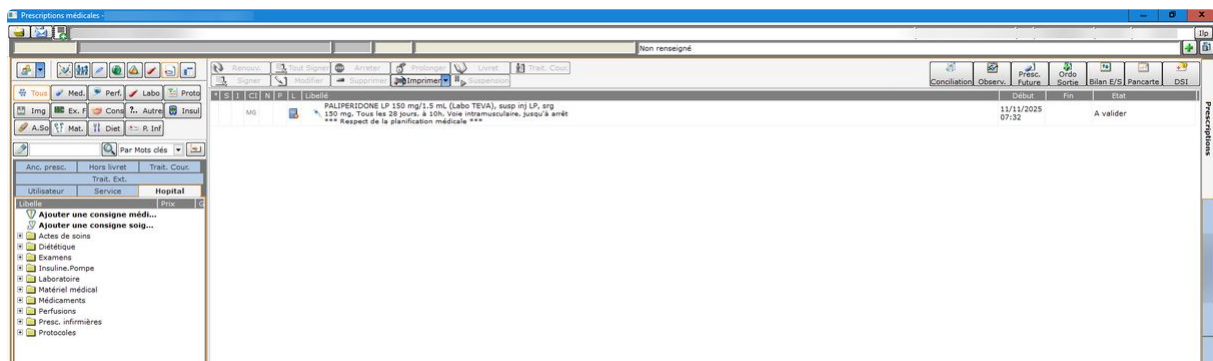 Prescriptions médicales -
Ilp
Non renseigné
Renouv. Tout Signer Arreter Prolonger Livret Trait. Cour.
Signer Modifier Supprimer Imprimer Suspension
Conciliation Observ. Presc. Future Ordo Sortie Bilan E/S Pancarte DSI
Tous Med. Perf. Labo Proto
Img Ex. F Cons ?.. Autre Insul
A.So Mat. Diet P. Inf
Par Mots clés
Anc. presc. Hors livret Trait. Cour.
Trait. Ext.
Utilisateur Service Hopital
Libelle Prix G
Ajouter une consigne médi...
Ajouter une consigne soig...
Actes de soins
Diététique
Examens
Insuline.Pompe
Laboratoire
Matériel médical
Médicaments
Perfusions
Presc. infirmières
Protocoles
* S I CI N P L Libellé Début Fin Etat
MG
PALIPERIDONE LP 150 mg/1.5 mL (Labo TEVA), susp inj LP, srg
150 mg, Tous les 28 jours, à 10h, Voie intramusculaire, jusqu'à arrêt
*** Respect de la planification médicale ***
11/11/2025
07:32
A valider
Prescriptions